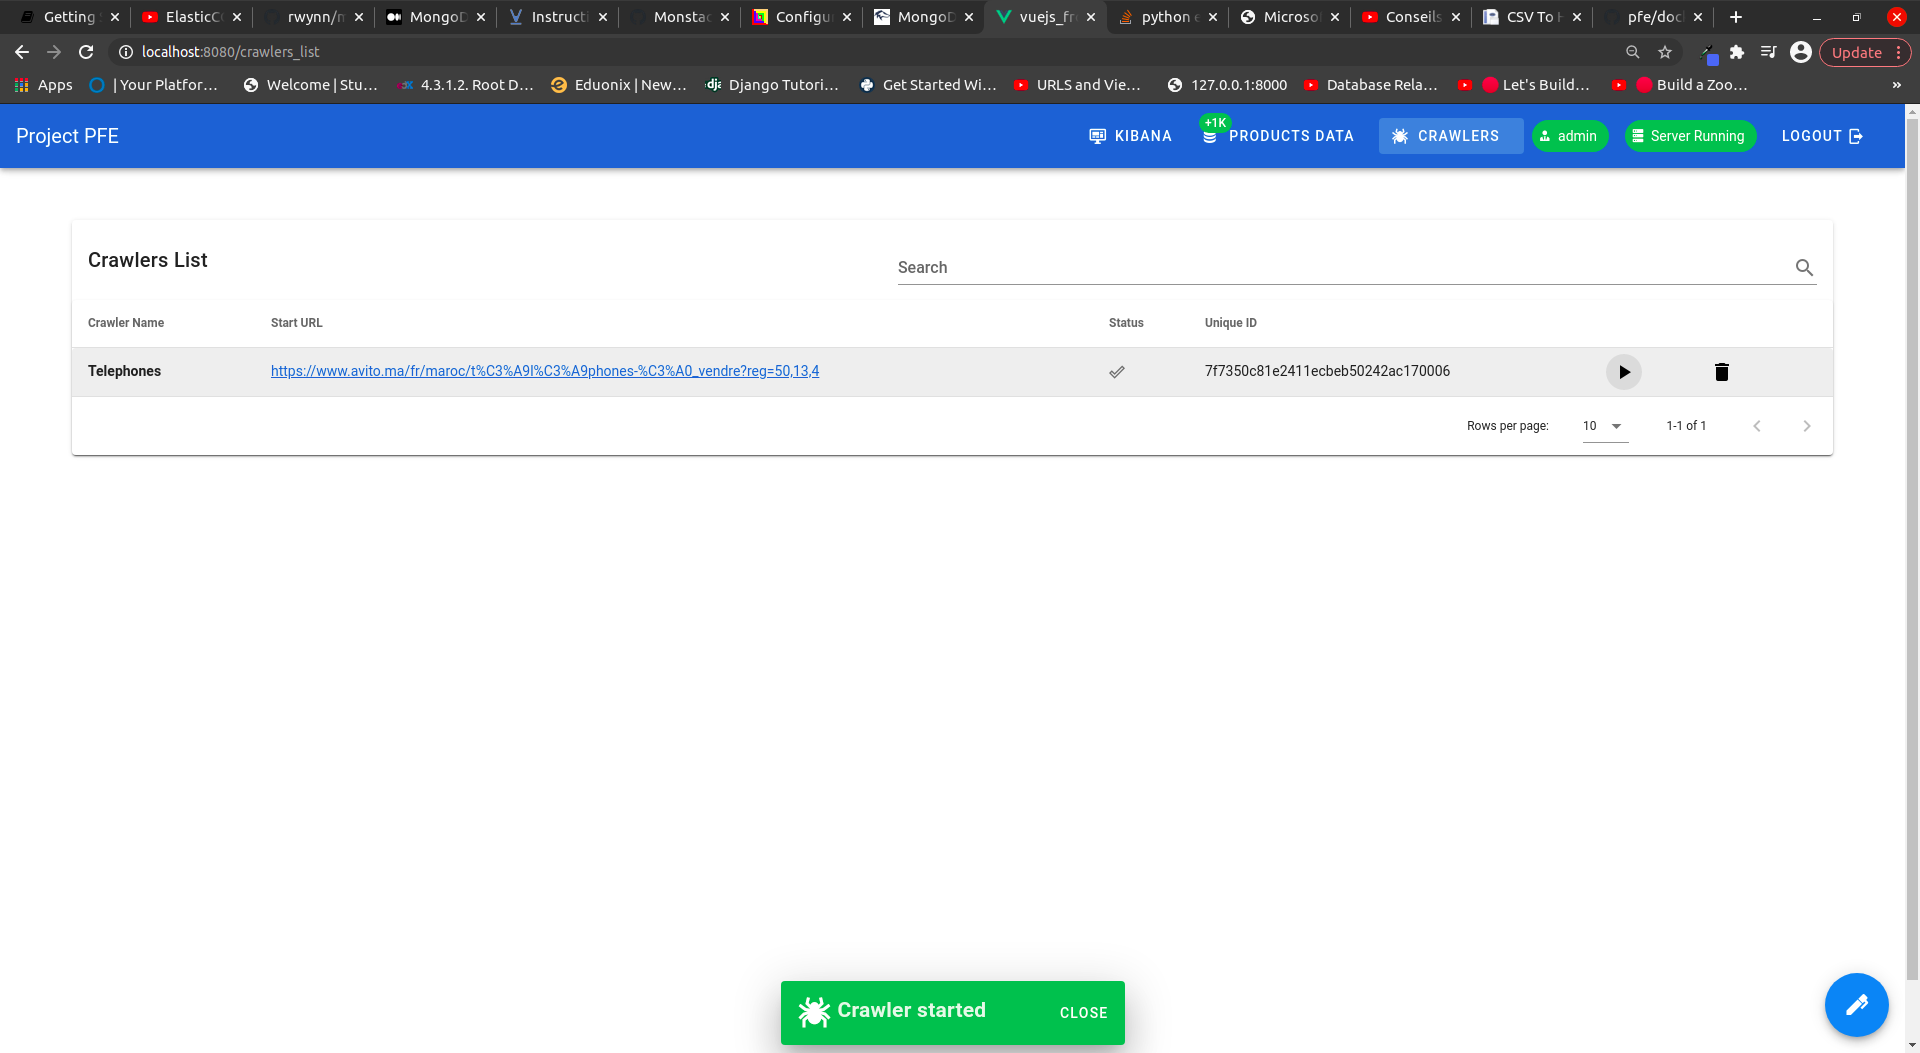 Getting
ElasticC
rwynn/m
MongoD
Instructi
Monstac
Configu
MongoD
vuejs_fr
python e
Microso
Conseils
CSV To H
pfe/doc
localhost:8080/crawlers_list
Update
Apps
| Your Platfor...
Welcome | Stu...
4.3.1.2. Root D...
Eduonix | New...
Django Tutori...
Get Started Wi...
URLS and Vie...
127.0.0.1:8000
Database Rela...
Let's Build...
Build a Zoo...
»
Project PFE
KIBANA
+1K
PRODUCTS DATA
CRAWLERS
admin
Server Running
LOGOUT
Crawlers List
Search
Crawler Name Start URL Status Unique ID
Telephones https://www.avito.ma/fr/maroc/t%C3%A9l%C3%A9phones-%C3%A0_vendre?reg=50,13,4 7f7350c81e2411ecbeb50242ac170006
Rows per page: 10 1-1 of 1
Crawler started CLOSE